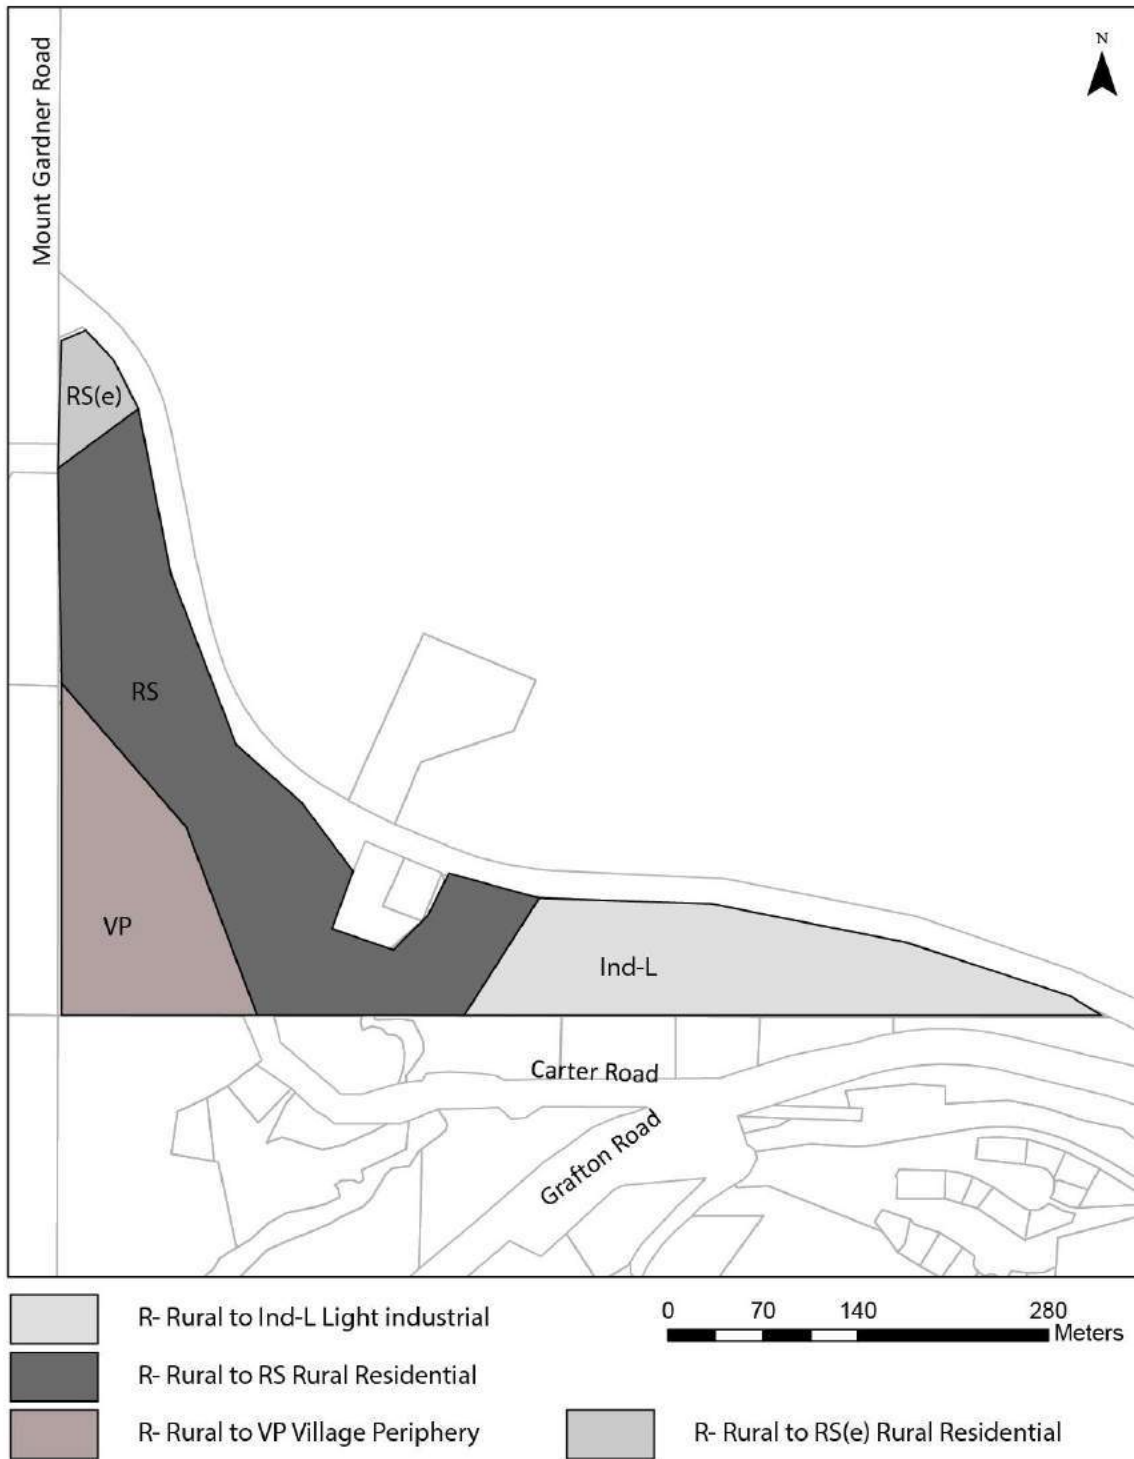 Mount Gardner Road
N
RS(e)
RS
VP
Ind-L
Carter Road
Grafton Road
R- Rural to Ind-L Light industrial
0 70 140 280
Meters
R- Rural to RS Rural Residential
R- Rural to VP Village Periphery
R- Rural to RS(e) Rural Residential